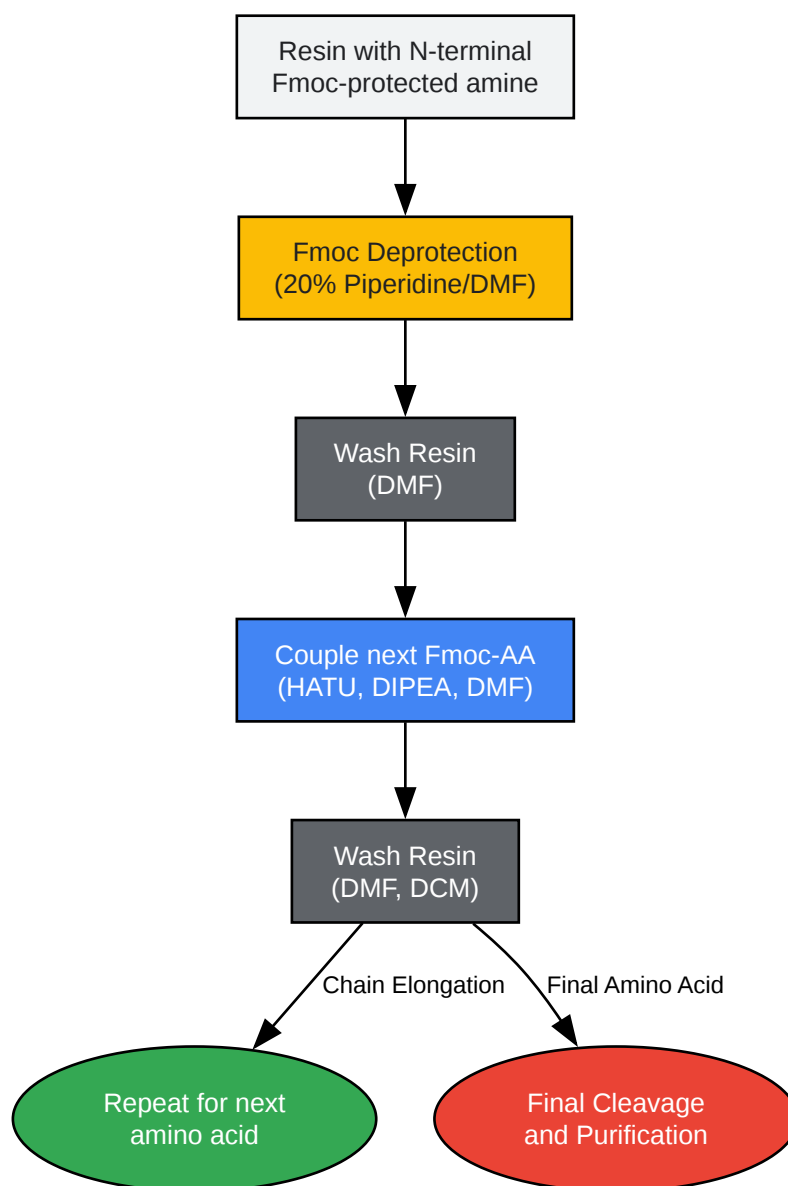 Resin with N-terminal
Fmoc-protected amine
Fmoc Deprotection
(20% Piperidine/DMF)
Wash Resin
(DMF)
Couple next Fmoc-AA
(HATU, DIPEA, DMF)
Wash Resin
(DMF, DCM)
Chain Elongation
Final Amino Acid
Repeat for next
amino acid
Final Cleavage
and Purification